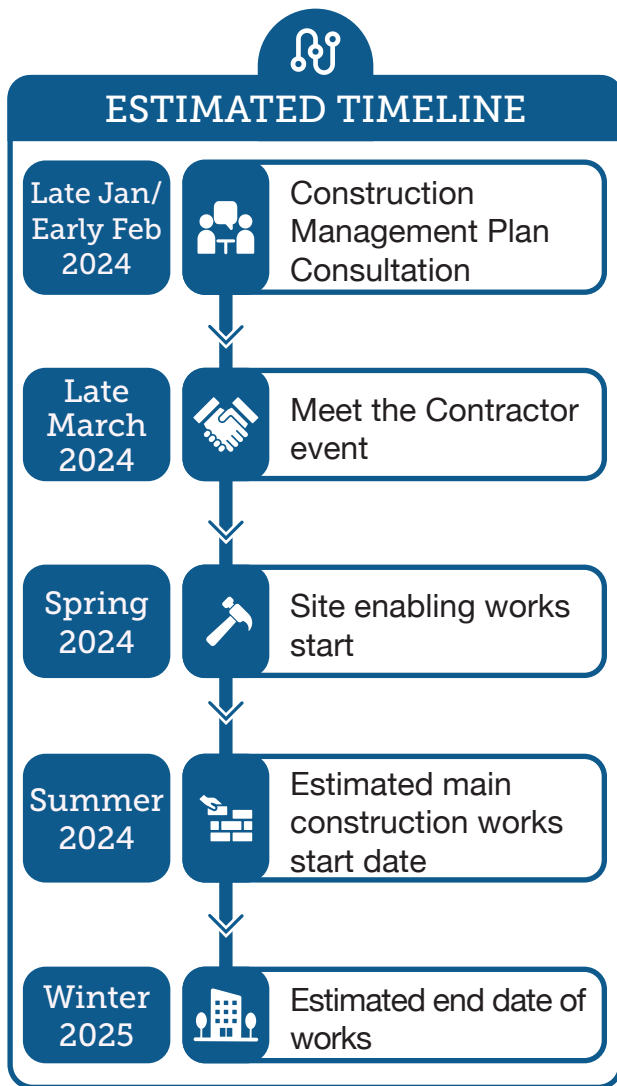 ESTIMATED TIMELINE
Late Jan/
Early Feb
2024
Construction
Management Plan
Consultation
Late
March
2024
Meet the Contractor
event
Spring
2024
Site enabling works
start
Summer
2024
Estimated main
construction works
start date
Winter
2025
Estimated end date of
works